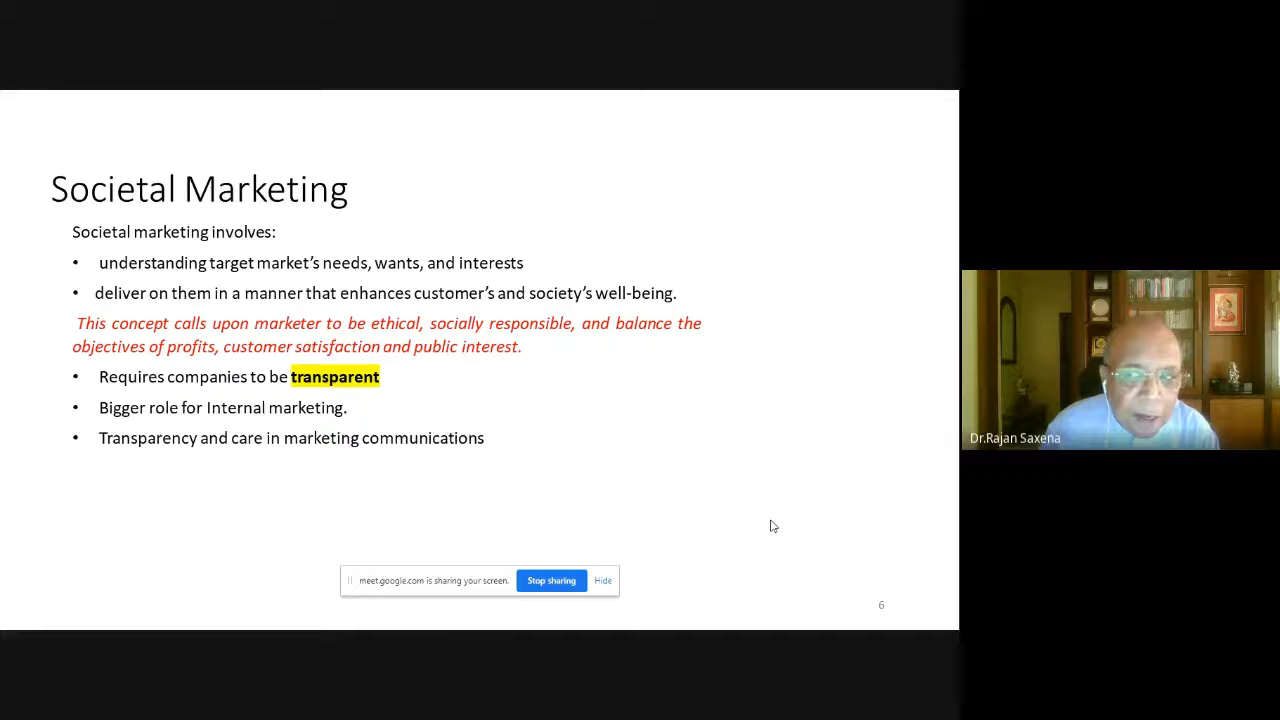 Societal Marketing
Societal marketing involves:
• understanding target market's needs, wants, and interests
• deliver on them in a manner that enhances customer's and society's well-being.
This concept calls upon marketer to be ethical, socially responsible, and balance the
objectives of profits, customer satisfaction and public interest.
• Requires companies to be transparent
• Bigger role for Internal marketing.
• Transparency and care in marketing communications
meet.google.com is sharing your screen. Stop sharing Hide
6
Dr.Rajan Saxena